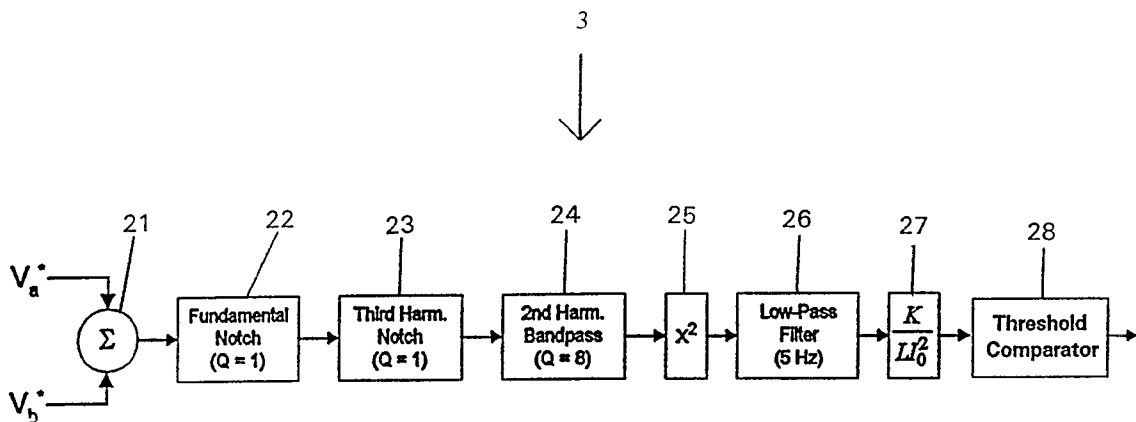 3
21
22
23
24
25
26
27
28
Va*
Vb*
Σ
Fundamental
Notch
(Q = 1)
Third Harm.
Notch
(Q = 1)
2nd Harm.
Bandpass
(Q = 8)
X²
Low-Pass
Filter
(5 Hz)
K
LI₀²
Threshold
Comparator